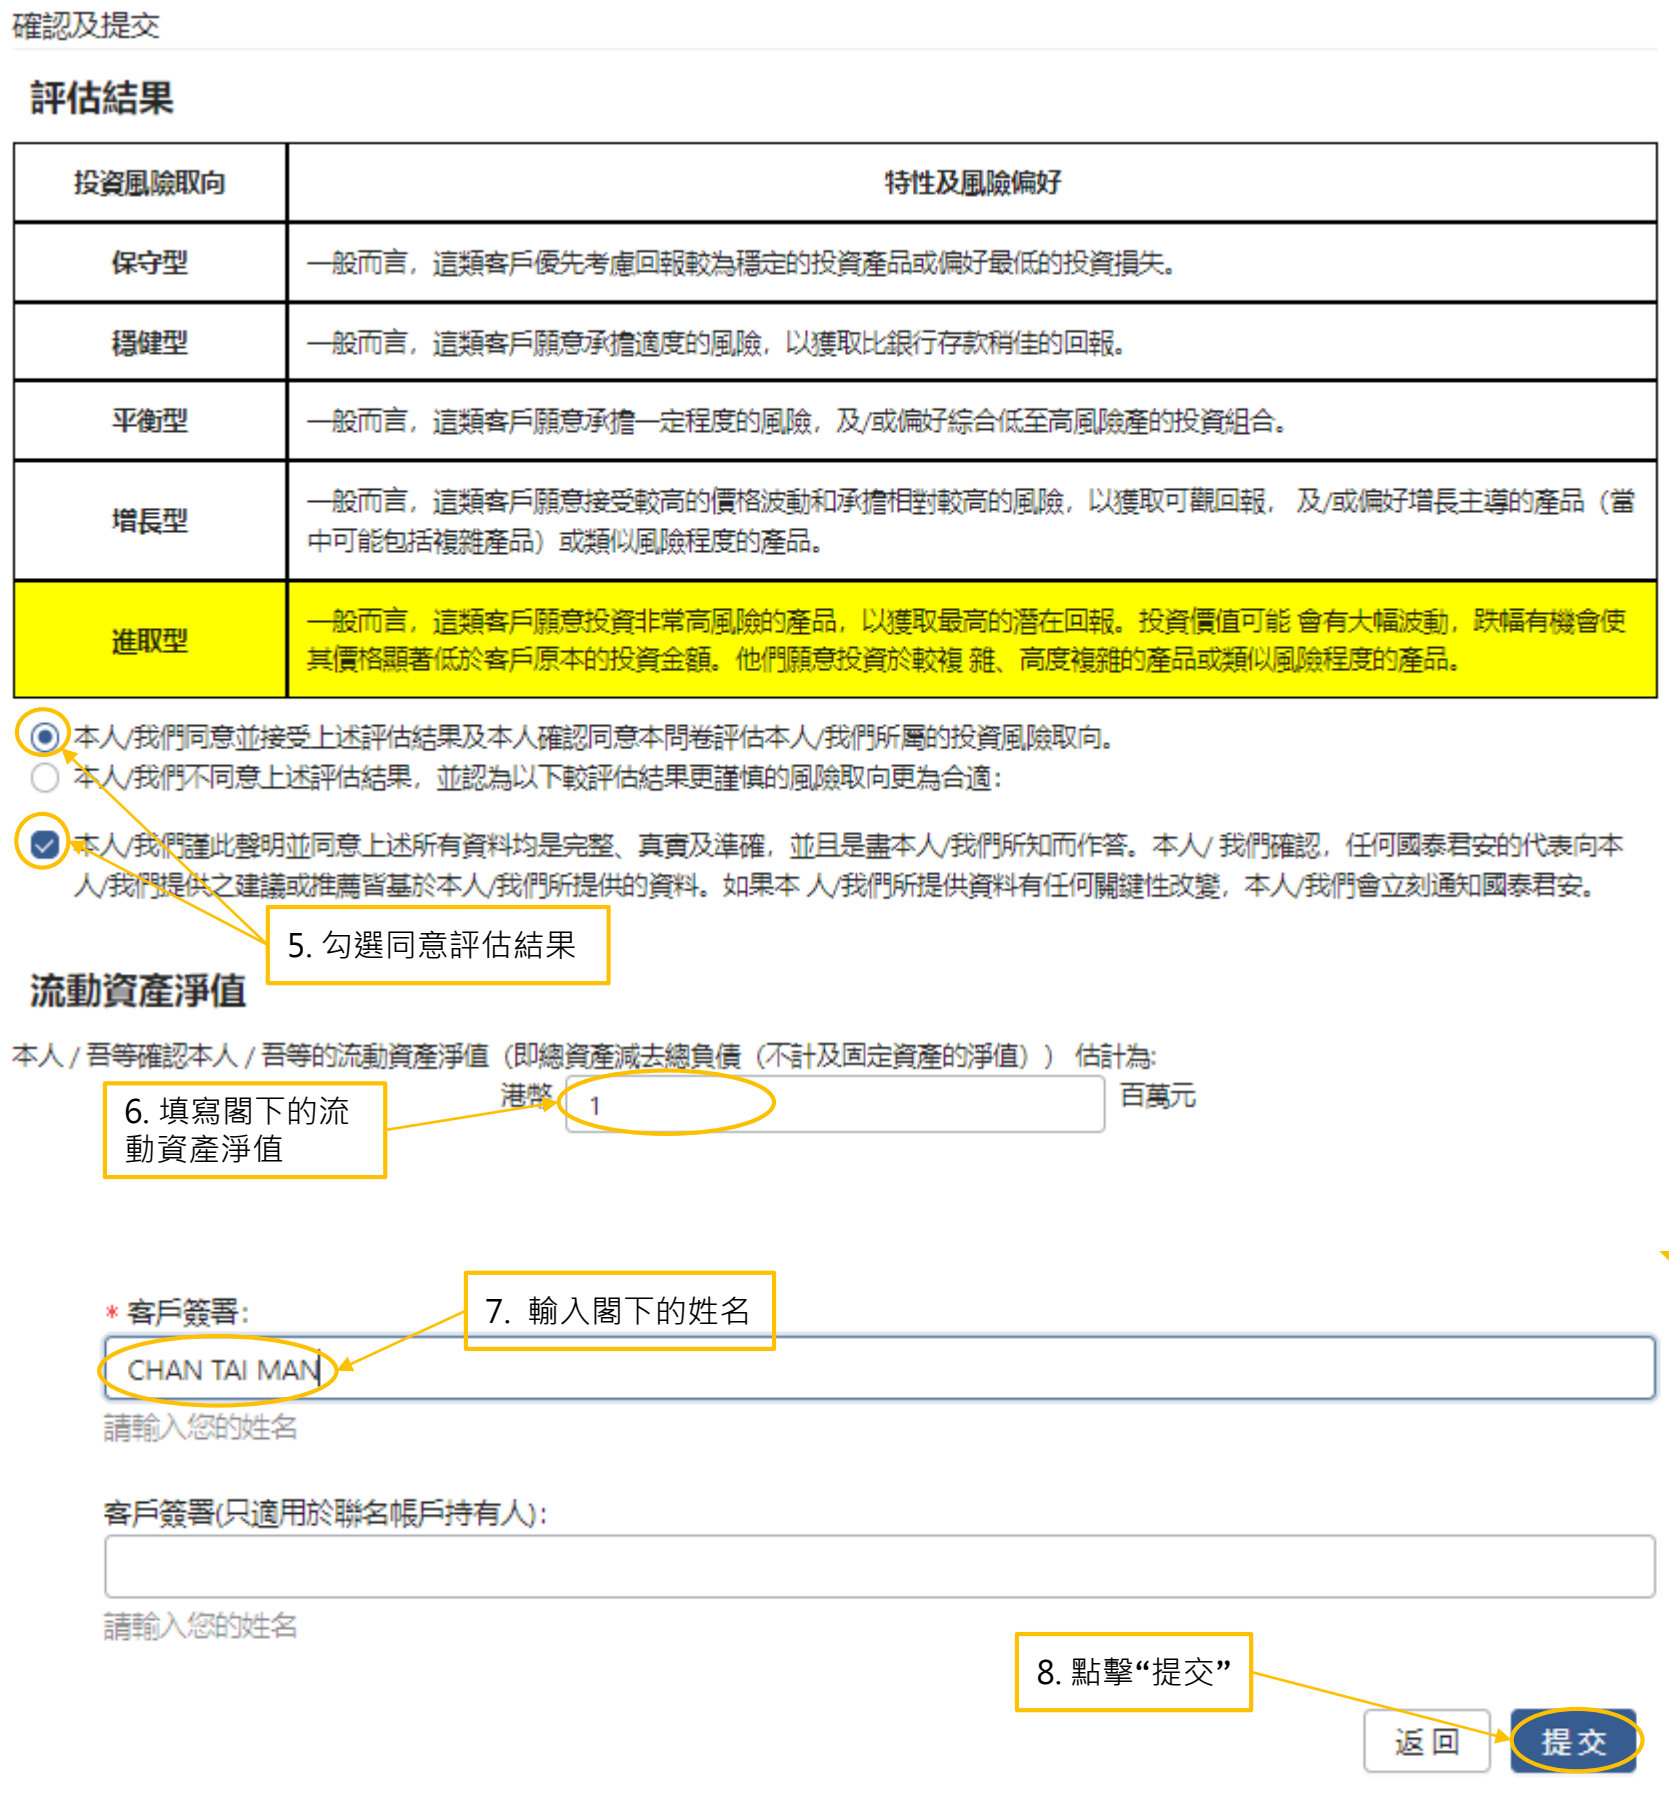 確認及提交
評估結果
投資風險取向
特性及風險偏好
保守型
一般而言，這類客戶優先考慮回報較為穩定的投資產品或偏好最低的投資損失。
穩健型
一般而言，這類客戶願意承擔適度的風險，以獲取比銀行存款稍佳的回報。
平衡型
一般而言，這類客戶願意承擔一定程度的風險，及/或偏好綜合低至高風險產的投資組合。
增長型
一般而言，這類客戶願意接受較高的價格波動和承擔相對較高的風險，以獲取可觀回報， 及/或偏好增長主導的產品（當
中可能包括複雜產品）或類似風險程度的產品。
進取型
一般而言，這類客戶願意投資非常高風險的產品，以獲取最高的潛在回報。投資價值可能 會有大幅波動，跌幅有機會使
其價格顯著低於客戶原本的投資金額。他們願意投資於較複 雜、高度複雜的產品或類似風險程度的產品。
本人/我們同意並接受上述評估結果及本人確認同意本問卷評估本人/我們所屬的投資風險取向。
本人/我們不同意上述評估結果，並認為以下較評估結果更謹慎的風險取向更為合適：
本人/我們謹此聲明並同意上述所有資料均是完整、真實及準確，並且是盡本人/我們所知而作答。本人/ 我們確認，任何國泰君安的代表向本
人/我們提供之建議或推薦皆基於本人/我們所提供的資料。如果本 人/我們所提供資料有任何關鍵性改變，本人/我們會立刻通知國泰君安。
5. 勾選同意評估結果
流動資產淨值
本人 / 吾等確認本人 / 吾等的流動資產淨值（即總資產減去總負債（不計及固定資產的淨值）） 估計為:
港幣 1 百萬元
6. 填寫閣下的流
動資產淨值
7. 輸入閣下的姓名
* 客戶簽署：
CHAN TAI MAN
請輸入您的姓名
客戶簽署(只適用於聯名帳戶持有人)：
請輸入您的姓名
8. 點擊“提交”
返 回
提 交